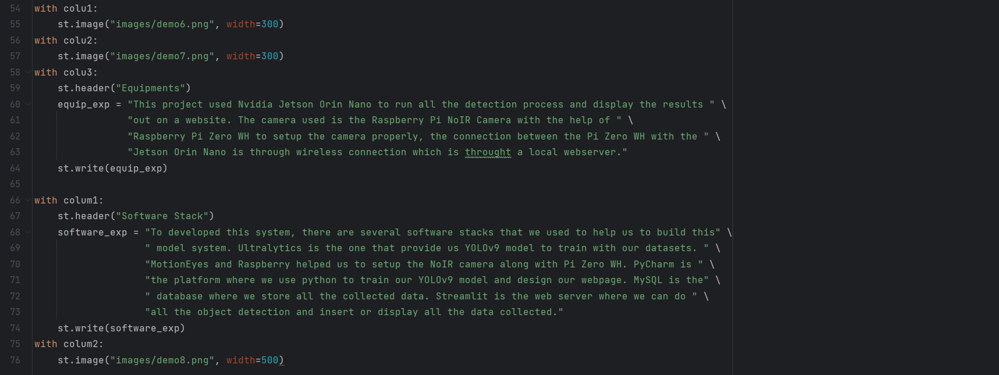 54 with colu1:
55     st.image("images/demo6.png", width=300)
56 with colu2:
57     st.image("images/demo7.png", width=300)
58 with colu3:
59     st.header("Equipments")
60     equip_exp = "This project used Nvidia Jetson Orin Nano to run all the detection process and display the results " \
61                 "out on a website. The camera used is the Raspberry Pi NoIR Camera with the help of " \
62                 "Raspberry Pi Zero WH to setup the camera properly, the connection between the Pi Zero WH with the " \
63                 "Jetson Orin Nano is through wireless connection which is throught a local webserver."
64     st.write(equip_exp)
65
66 with colum1:
67     st.header("Software Stack")
68     software_exp = "To developed this system, there are several software stacks that we used to help us to build this" \
69                    " model system. Ultralytics is the one that provide us YOLOv9 model to train with our datasets. " \
70                    "MotionEyes and Raspberry helped us to setup the NoIR camera along with Pi Zero WH. PyCharm is " \
71                    "the platform where we use python to train our YOLOv9 model and design our webpage. MySQL is the" \
72                    " database where we store all the collected data. Streamlit is the web server where we can do " \
73                    "all the object detection and insert or display all the data collected."
74     st.write(software_exp)
75 with colum2:
76     st.image("images/demo8.png", width=500)